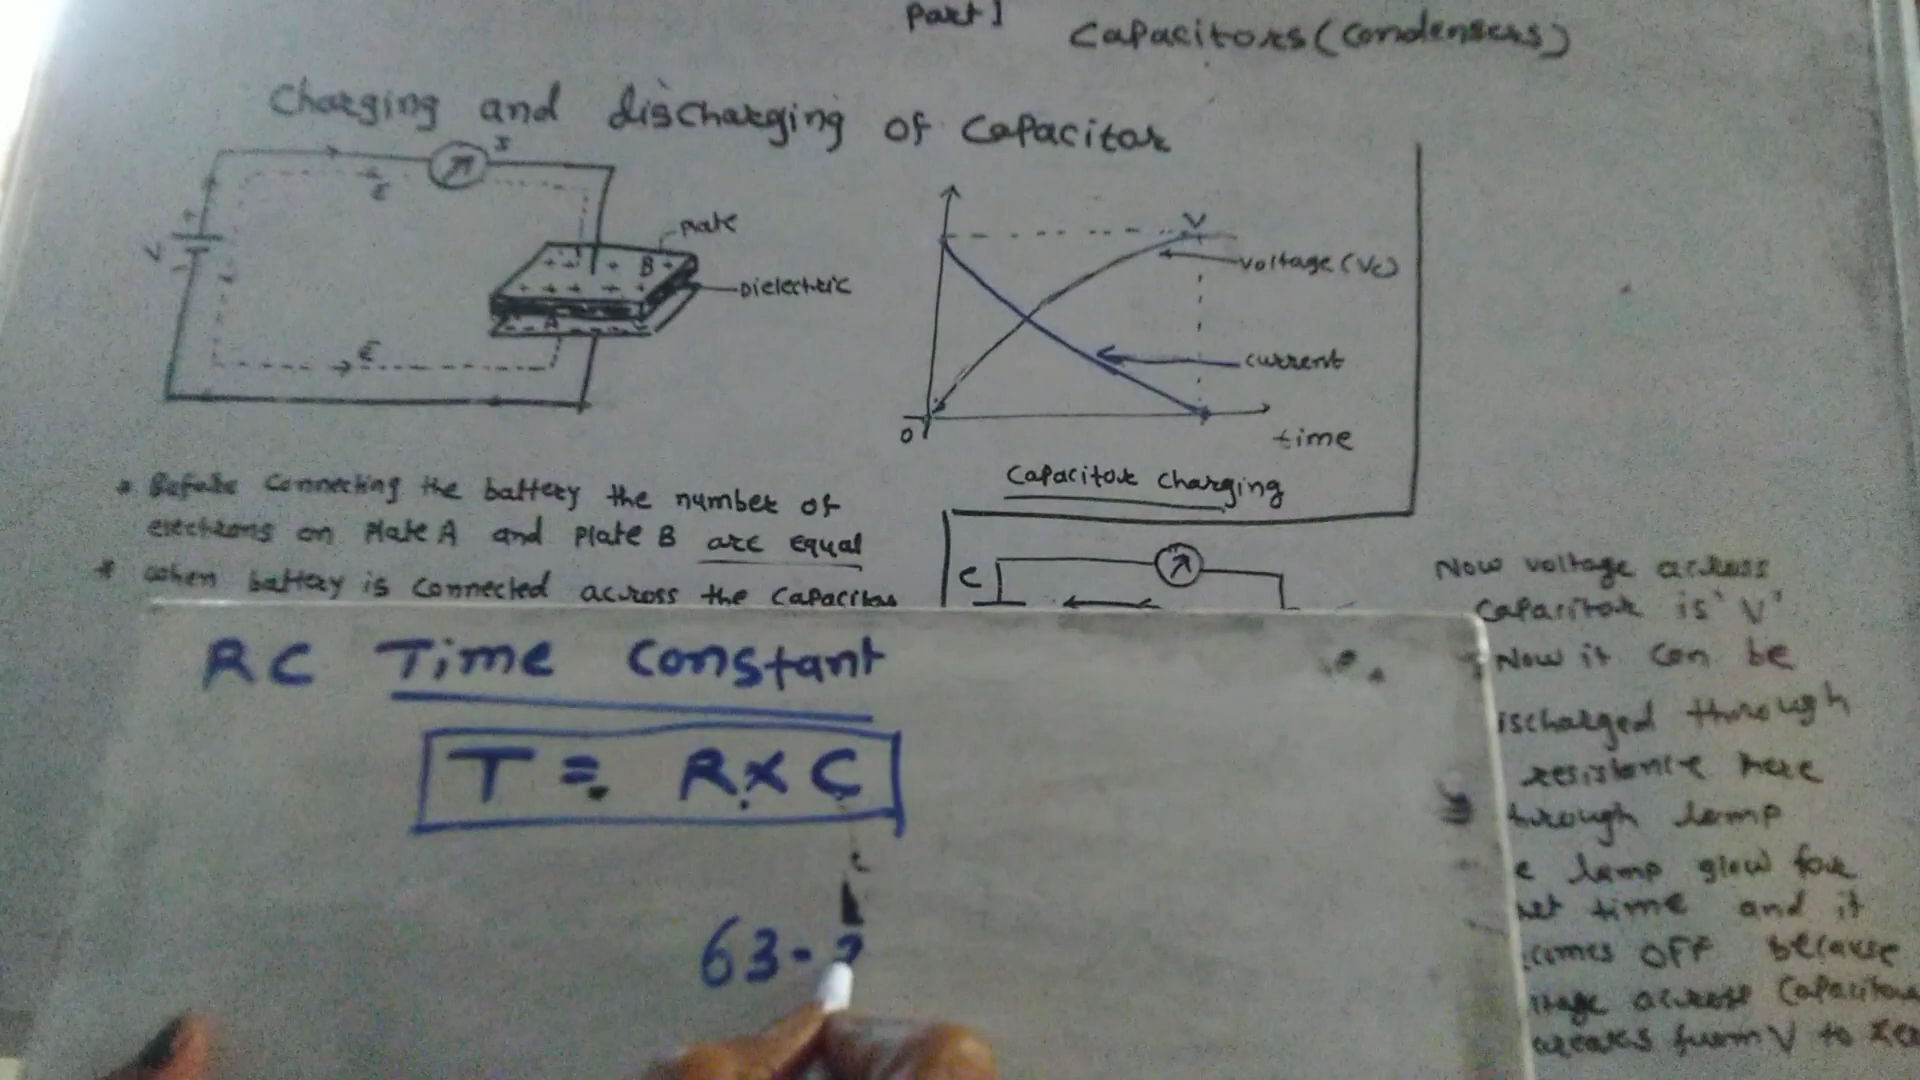 Part 1
Capacitors (Condensers)
Charging and discharging of Capacitor
I
E
V
+
-
Plate
B
Dielectric
A
E
V
Voltage (Vc)
current
0
time
Capacitor Charging
* Before Connecting the battery the number of
electrons on Plate A and Plate B are equal
* when battery is connected across the Capacitor
C
Now voltage across
Capacitor is 'V'
Now it can be
ischarged through
resistance here
through lamp
e lamp glow for
time and it
comes OFF because
across Capacitor
from V to
RC Time Constant
T = R x C
63.2